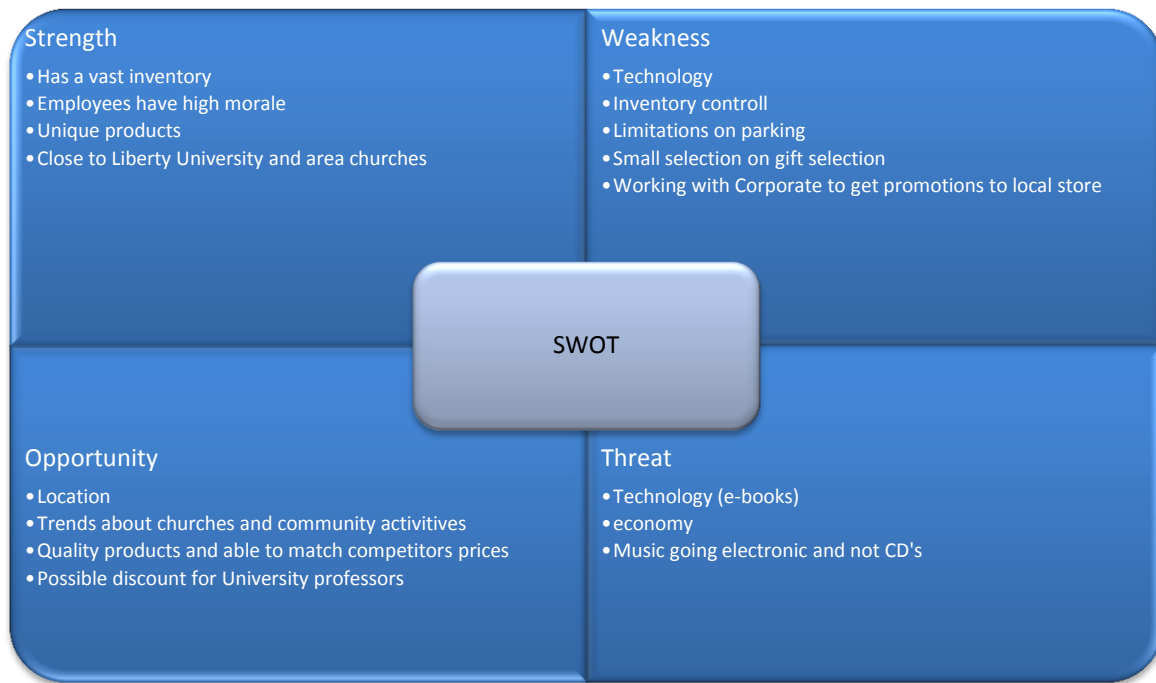 Strength
•Has a vast inventory
•Employees have high morale
•Unique products
•Close to Liberty University and area churches
Weakness
•Technology
•Inventory controll
•Limitations on parking
•Small selection on gift selection
•Working with Corporate to get promotions to local store
SWOT
Opportunity
•Location
•Trends about churches and community activitives
•Quality products and able to match competitors prices
•Possible discount for University professors
Threat
•Technology (e-books)
•economy
•Music going electronic and not CD's